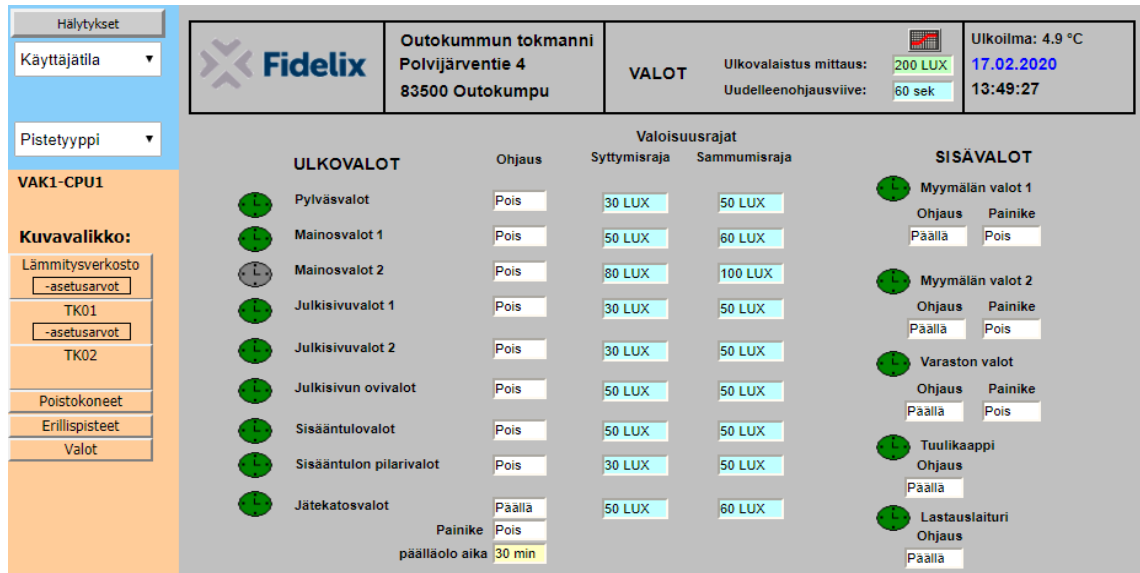 Hälytykset
Käyttäjätila
Pistetyyppi
VAK1-CPU1
Kuvavalikko:
Lämmitysverkosto
-asetusarvot
TK01
-asetusarvot
TK02
Poistokoneet
Erillispisteet
Valot
Fidelix
Outokummun tokmanni
Polvijärventie 4
83500 Outokumpu
VALOT
Ulkovalaistus mittaus: 200 LUX
Uudelleenohjausviive: 60 sek
Ulkoilma: 4.9 °C
17.02.2020
13:49:27
Valoisuusrajat
ULKOVALOT Ohjaus Syttymisraja Sammumisraja
Pylväsvalot Pois 30 LUX 50 LUX
Mainosvalot 1 Pois 50 LUX 60 LUX
Mainosvalot 2 Pois 80 LUX 100 LUX
Julkisivuvalot 1 Pois 30 LUX 50 LUX
Julkisivuvalot 2 Pois 30 LUX 50 LUX
Julkisivun ovivalot Pois 50 LUX 50 LUX
Sisääntulovalot Pois 50 LUX 50 LUX
Sisääntulon pilarivalot Pois 30 LUX 50 LUX
Jätekatosvalot Päällä 50 LUX 60 LUX
Painike Pois
päälläolo aika 30 min
SISÄVALOT
Myymälän valot 1
Ohjaus Painike
Päällä Pois
Myymälän valot 2
Ohjaus Painike
Päällä Pois
Varaston valot
Ohjaus Painike
Päällä Pois
Tuulikaappi
Ohjaus
Päällä
Lastauslaituri
Ohjaus
Päällä